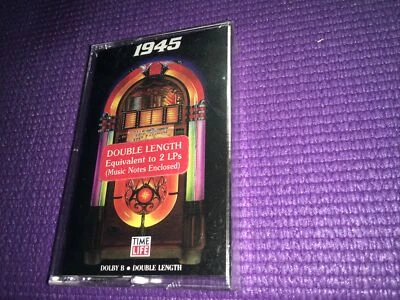 1945
DOUBLE LENGTH
Equivalent to 2 LPs
(Music Notes Enclosed)
TIME
LIFE
DOLBY B • DOUBLE LENGTH